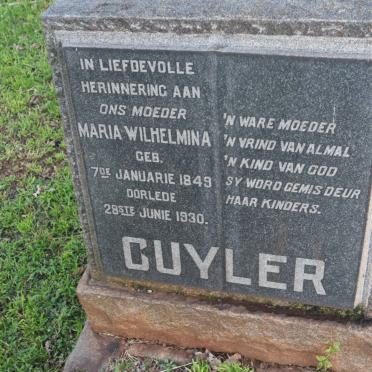 IN LIEFDEVOLLE
HERINNERING AAN
ONS MOEDER
MARIA WILHELMINA
GEB.
7DE JANUARIE 1849
OORLEDE
28STE JUNIE 1930.
'N WARE MOEDER
'N VRIND VAN ALMAL
'N KIND VAN GOD
SY WORD GEMIS DEUR
HAAR KINDERS.
CUYLER